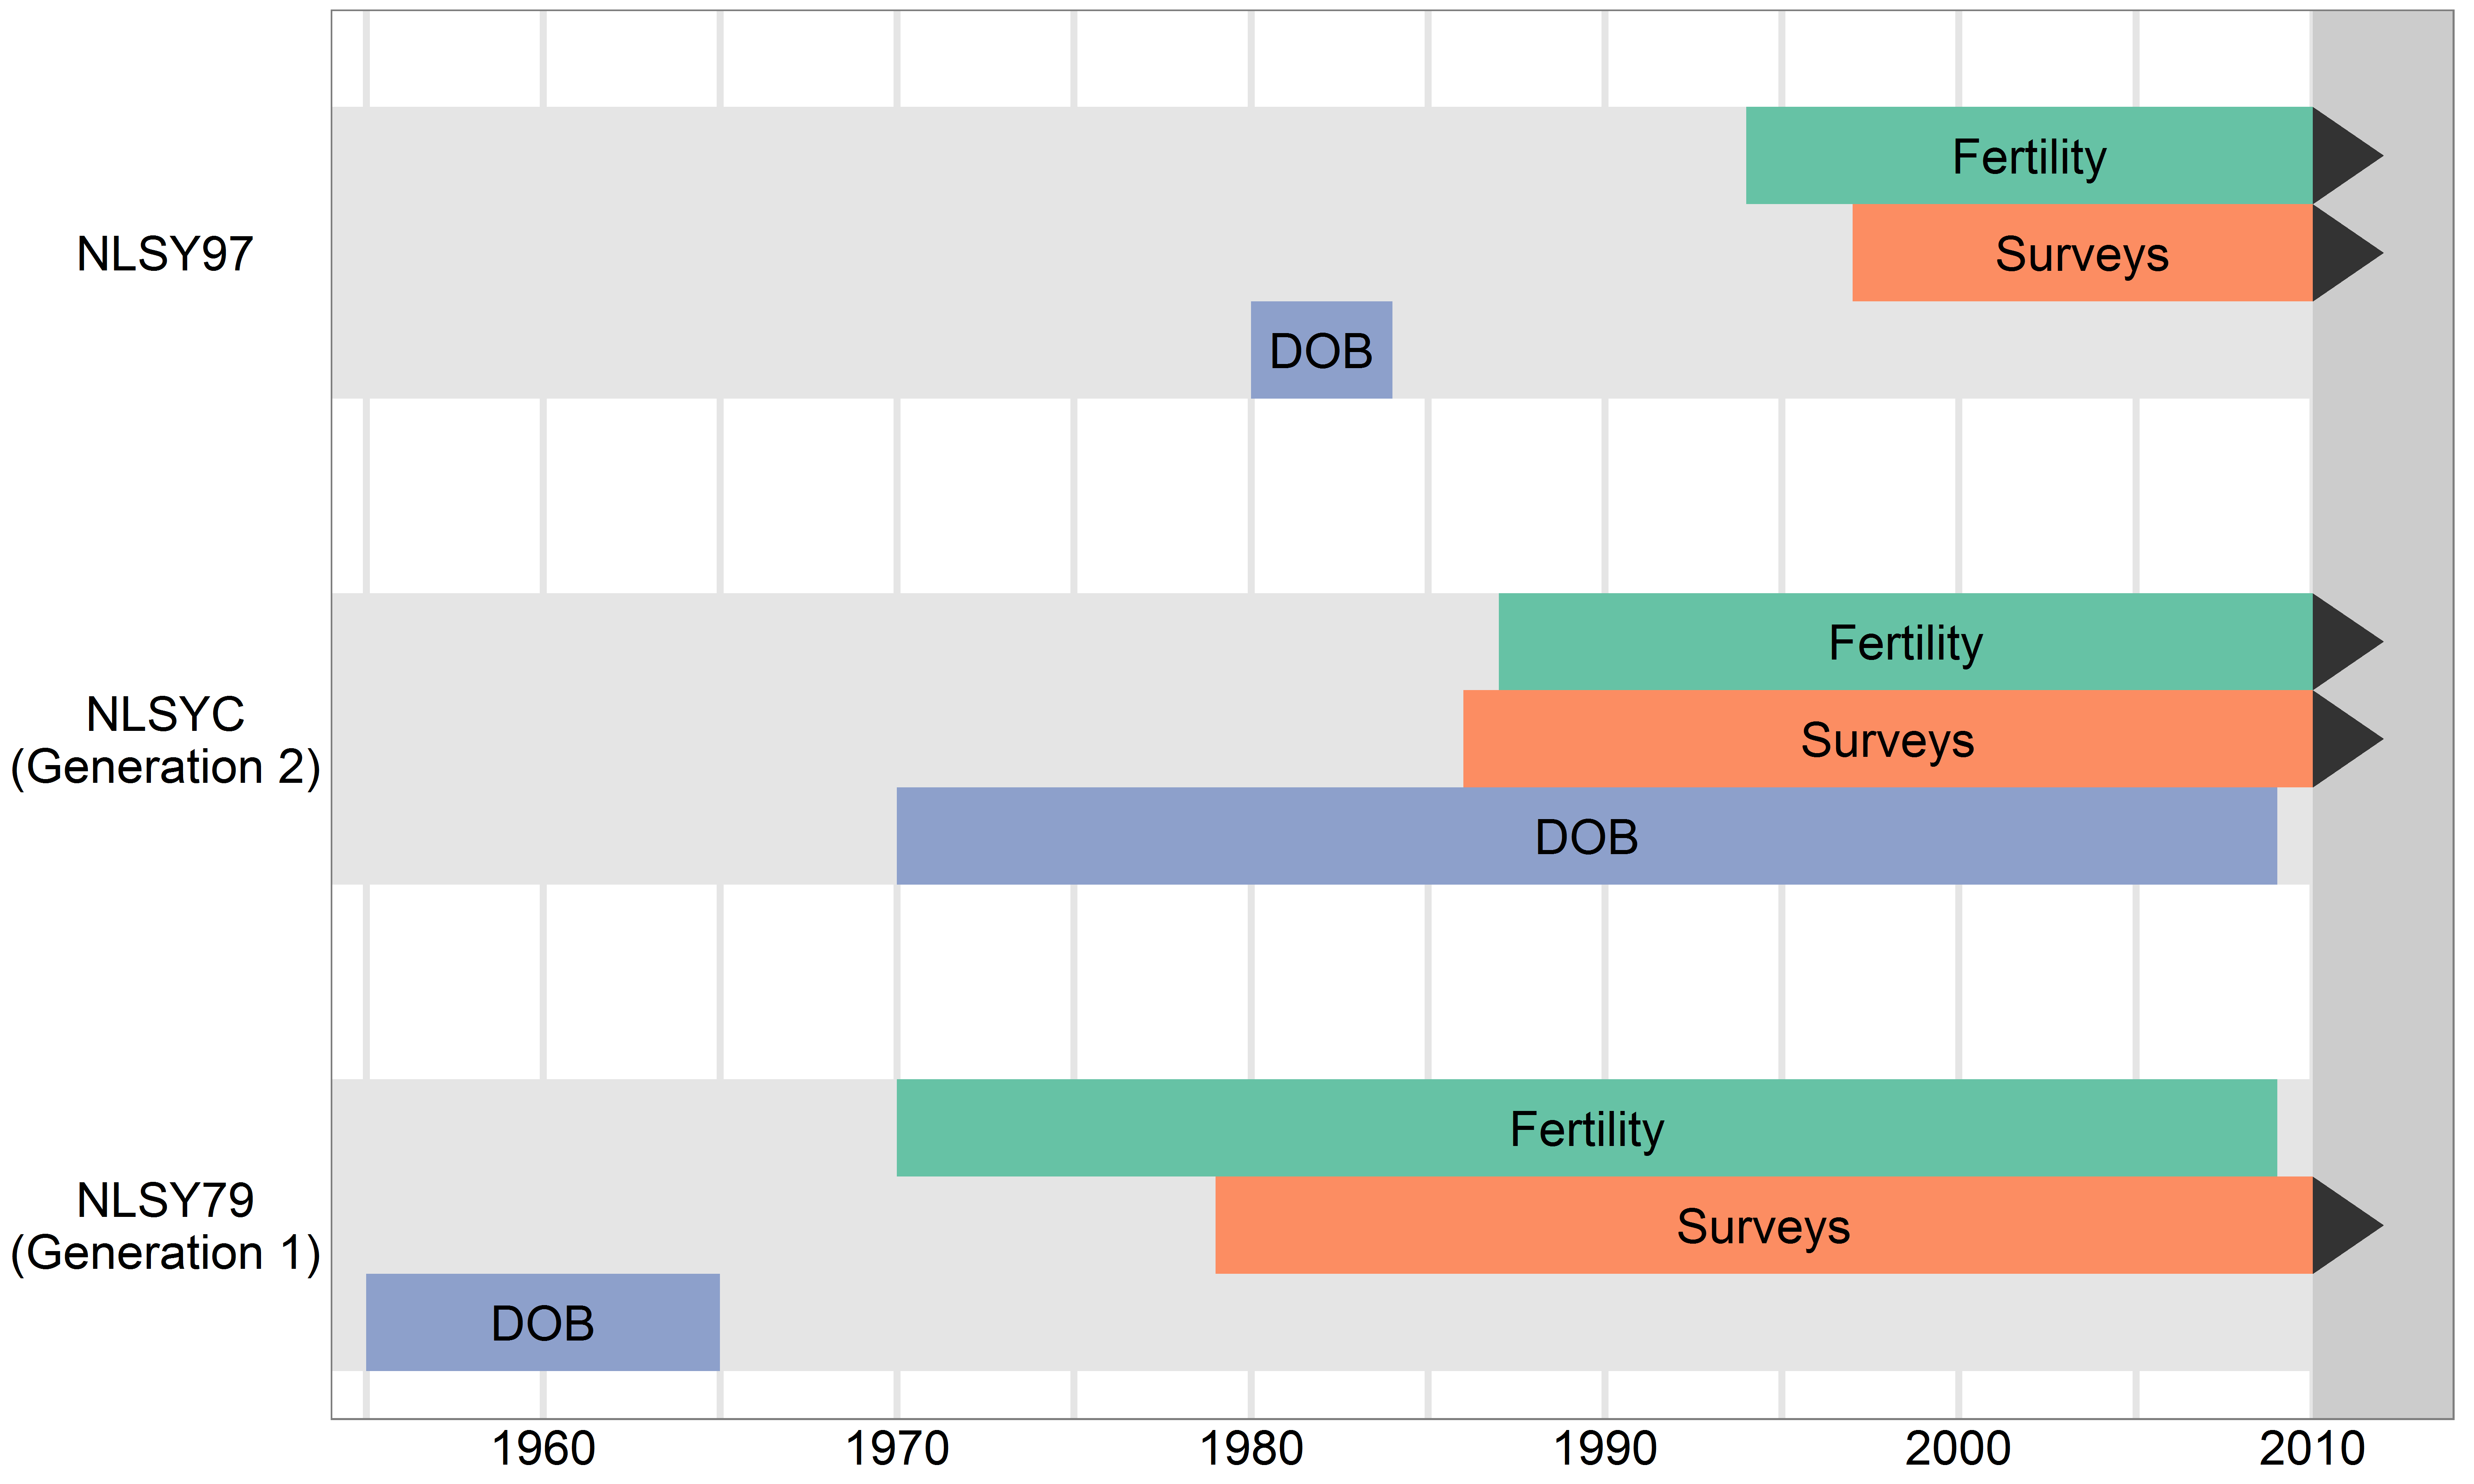 Fertility
NLSY97
Surveys
DOB
Fertility
NLSYC
(Generation 2)
Surveys
DOB
Fertility
NLSY79
(Generation 1)
Surveys
DOB
1960
1970
1980
1990
2000
2010